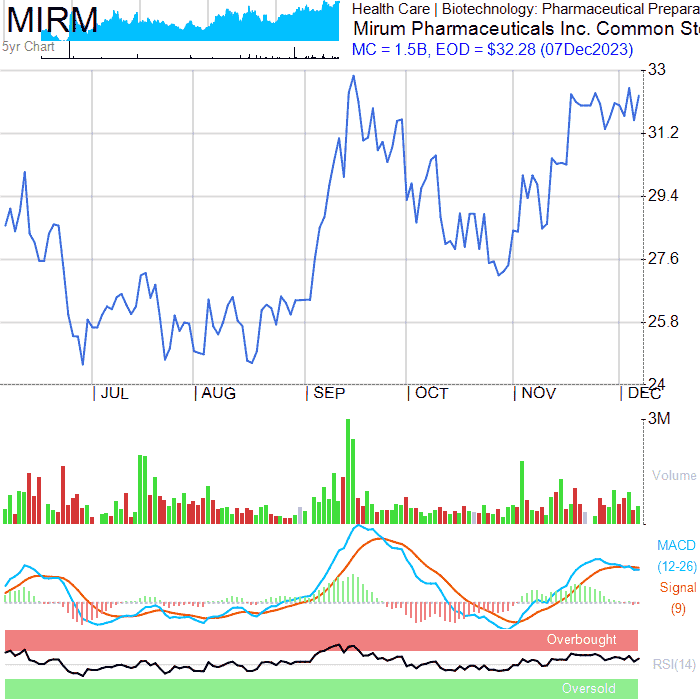 MIRM
5yr Chart
Health Care | Biotechnology: Pharmaceutical Prepara
Mirum Pharmaceuticals Inc. Common St
MC = 1.5B, EOD = $32.28 (07Dec2023)
33
31.2
29.4
27.6
25.8
24
JUL
AUG
SEP
OCT
NOV
DEC
3M
Volume
MACD
(12-26)
Signal
(9)
Overbought
RSI(14)
Oversold